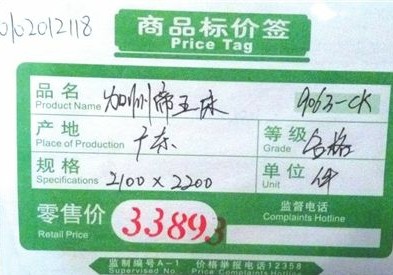 0102012118
商品标价签
Price Tag
品名 加州帝王床 9063-CK
Product Name
产地 广东 等级 合格
Place of Production Grade
规格 2100×2200 单位 件
Specifications Unit
零售价 33893 监督电话
Retail Price Complaints Hotline
监制编号A-1 价格举报电话12358
Supervised No. Price Complaints Hotline